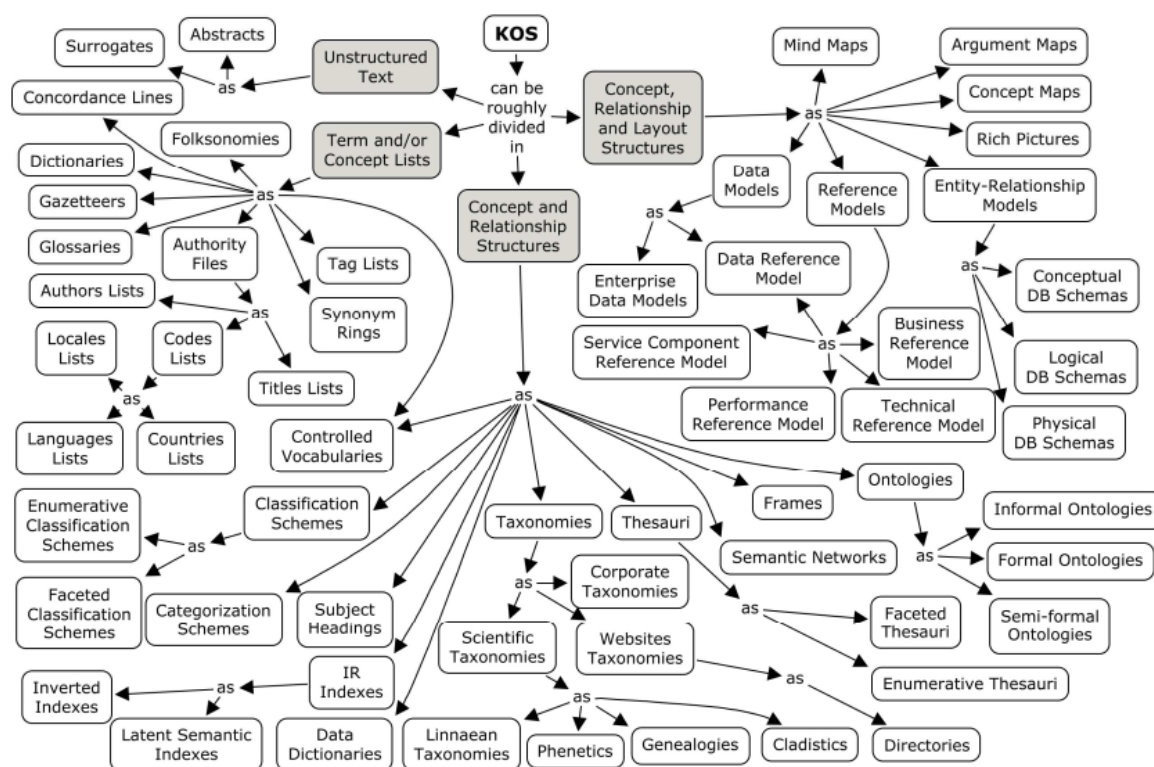 KOS
can be
roughly
divided
in
Unstructured
Text
as
Surrogates
Abstracts
Term and/or
Concept Lists
as
Concordance Lines
Folksonomies
Dictionaries
Gazetteers
Glossaries
Authority
Files
Tag Lists
Synonym
Rings
as
Authors Lists
Codes
Lists
Titles Lists
as
Locales
Lists
Languages
Lists
Countries
Lists
Controlled
Vocabularies
Concept,
Relationship
and Layout
Structures
as
Mind Maps
Argument Maps
Concept Maps
Rich Pictures
Data
Models
Reference
Models
Entity-Relationship
Models
as
Enterprise
Data Models
Data Reference
Model
as
Service Component
Reference Model
Business
Reference
Model
Performance
Reference Model
Technical
Reference Model
as
Conceptual
DB Schemas
Logical
DB Schemas
Physical
DB Schemas
Concept and
Relationship
Structures
as
Classification
Schemes
as
Enumerative
Classification
Schemes
Faceted
Classification
Schemes
Categorization
Schemes
Subject
Headings
IR
Indexes
as
Inverted
Indexes
Latent Semantic
Indexes
Data
Dictionaries
Taxonomies
as
Corporate
Taxonomies
Scientific
Taxonomies
Websites
Taxonomies
as
Linnaean
Taxonomies
Phenetics
Genealogies
Cladistics
as
Directories
Thesauri
as
Faceted
Thesauri
Enumerative Thesauri
Semantic Networks
Frames
Ontologies
as
Informal Ontologies
Formal Ontologies
Semi-formal
Ontologies